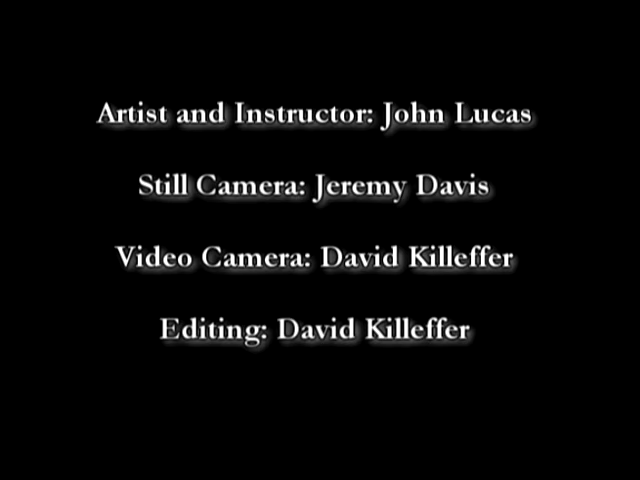 Artist and Instructor: John Lucas
Still Camera: Jeremy Davis
Video Camera: David Killeffer
Editing: David Killeffer